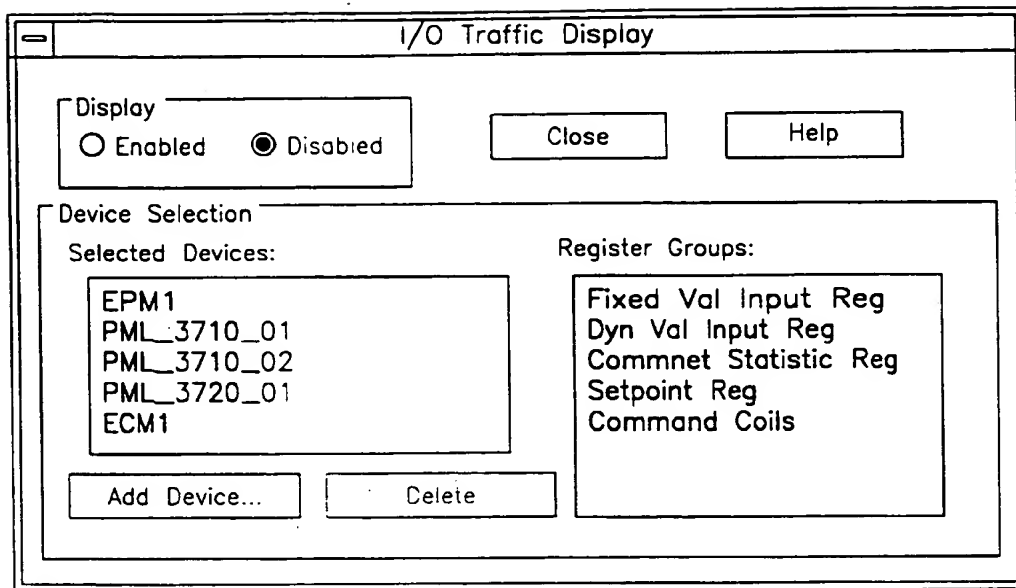 I/O Traffic Display
Display
Enabled Disabled
Close
Help
Device Selection
Selected Devices:
EPM1
PML_3710_01
PML_3710_02
PML_3720_01
ECM1
Add Device...
Celete
Register Groups:
Fixed Val Input Reg
Dyn Val Input Reg
Commnet Statistic Reg
Setpoint Reg
Command Coils